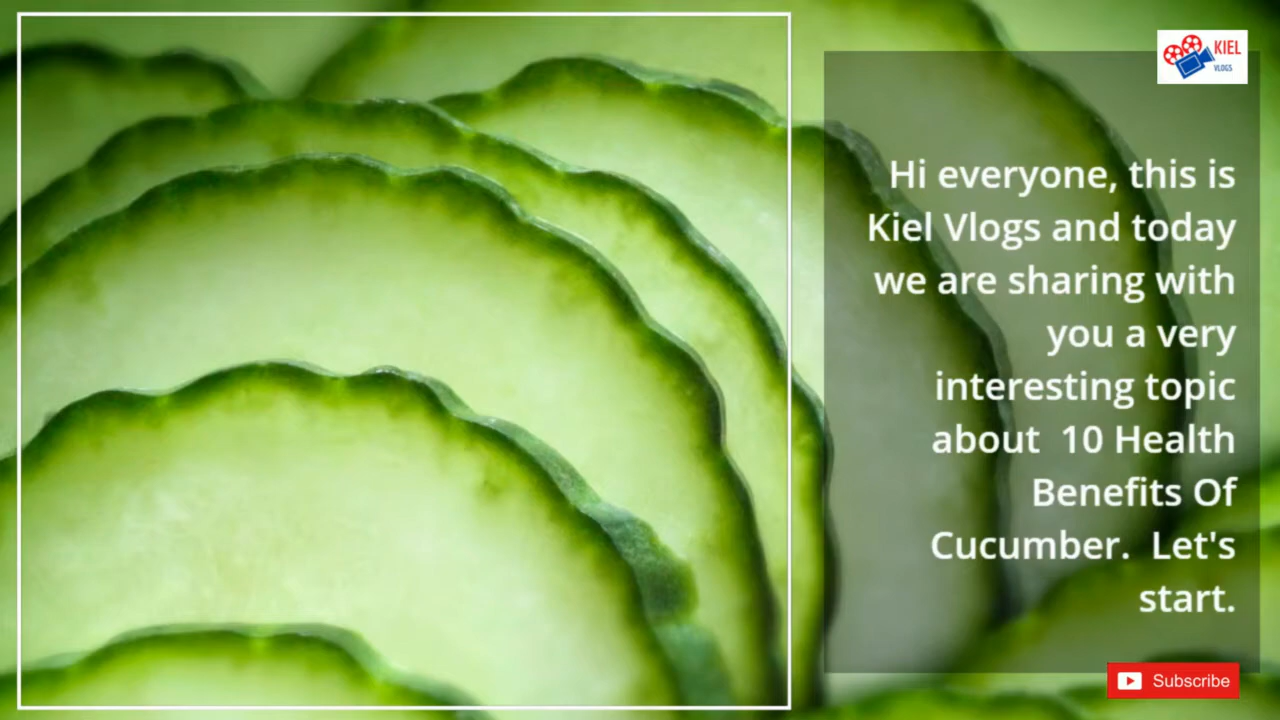 KIEL
VLOGS
Hi everyone, this is
Kiel Vlogs and today
we are sharing with
you a very
interesting topic
about  10 Health
Benefits Of
Cucumber.  Let's
start.
Subscribe